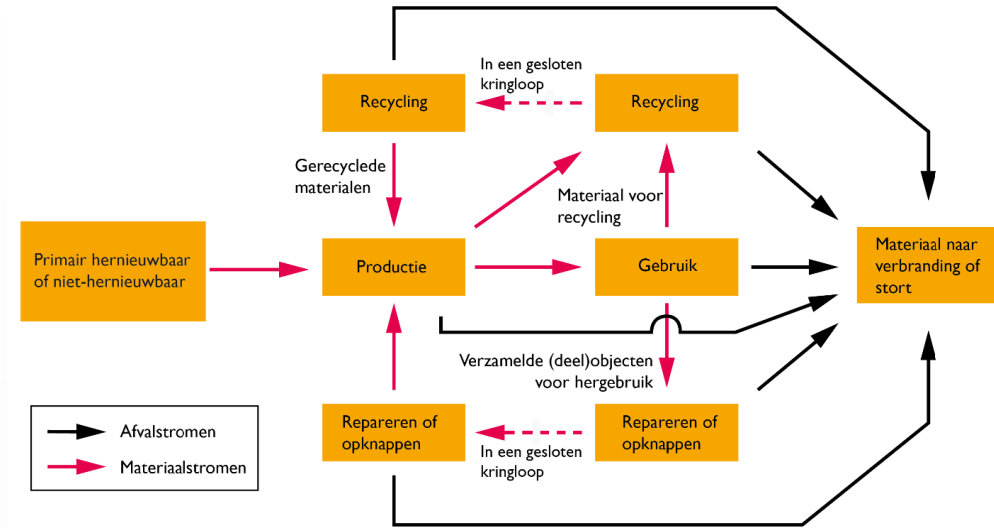 In een gesloten
kringloop
Recycling
Recycling
Gerecyclede
materialen
Materiaal voor
recycling
Primair hernieuwbaar
of niet-hernieuwbaar
Productie
Gebruik
Materiaal naar
verbranding of
stort
Verzamelde (deel)objecten
voor hergebruik
Repareren of
opknappen
Repareren of
opknappen
In een gesloten
kringloop
Afvalstromen
Materiaalstromen